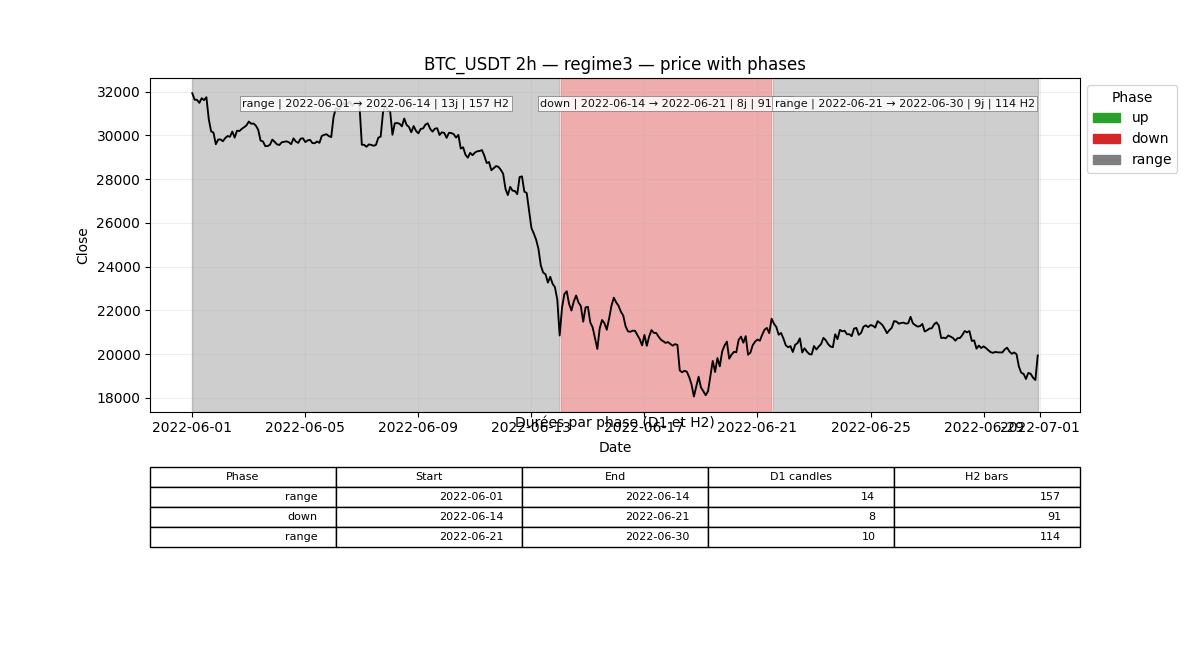 BTC_USDT 2h — regime3 — price with phases
32000
30000
28000
26000
24000
22000
20000
18000
Close
range | 2022-06-01 → 2022-06-14 | 13j | 157 H2
down | 2022-06-14 → 2022-06-21 | 8j | 91
range | 2022-06-21 → 2022-06-30 | 9j | 114 H2
Phase
up
down
range
Durées par phase (D1 et H2)
2022-06-01 2022-06-05 2022-06-09 2022-06-13 2022-06-17 2022-06-21 2022-06-25 2022-06-29 2022-07-01
Date
Phase Start End D1 candles H2 bars
range 2022-06-01 2022-06-14 14 157
down 2022-06-14 2022-06-21 8 91
range 2022-06-21 2022-06-30 10 114